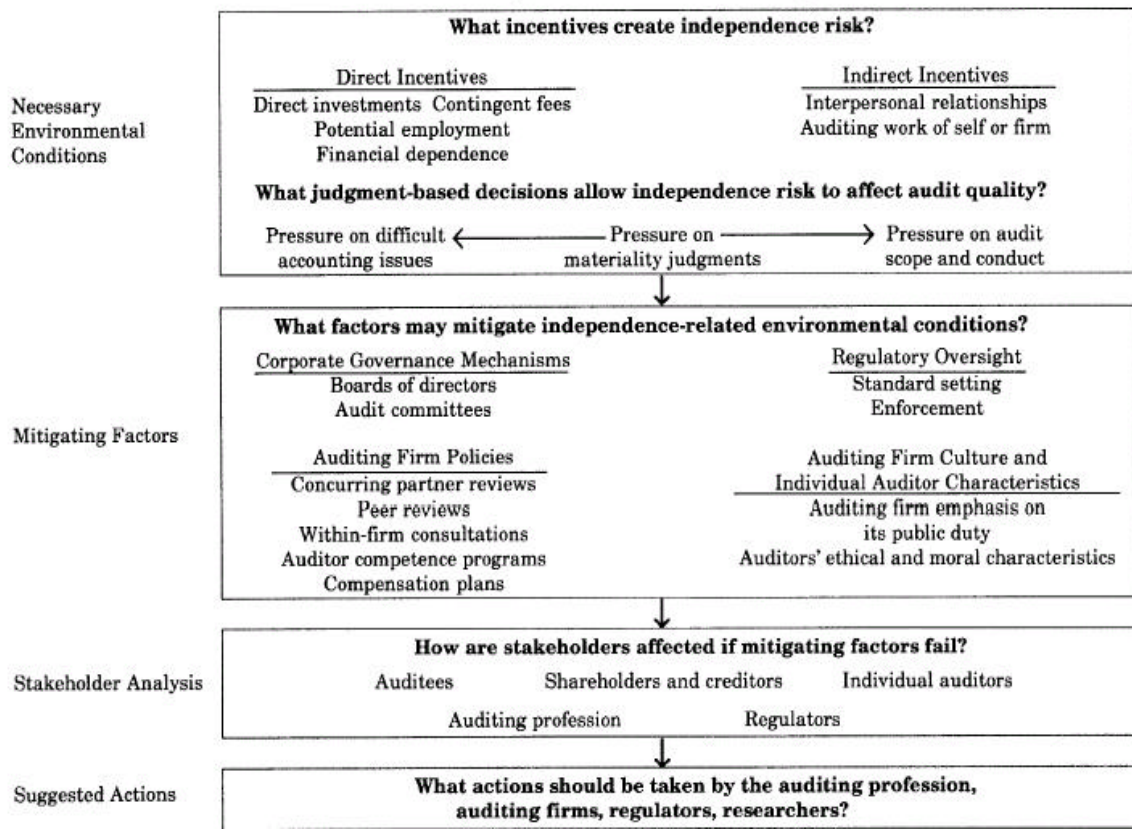 What incentives create independence risk?
Necessary
Environmental
Conditions
Direct Incentives
Direct investments Contingent fees
Potential employment
Financial dependence
Indirect Incentives
Interpersonal relationships
Auditing work of self or firm
What judgment-based decisions allow independence risk to affect audit quality?
Pressure on difficult
accounting issues
Pressure on
materiality judgments
Pressure on audit
scope and conduct
What factors may mitigate independence-related environmental conditions?
Mitigating Factors
Corporate Governance Mechanisms
Boards of directors
Audit committees
Regulatory Oversight
Standard setting
Enforcement
Auditing Firm Policies
Concurring partner reviews
Peer reviews
Within-firm consultations
Auditor competence programs
Compensation plans
Auditing Firm Culture and
Individual Auditor Characteristics
Auditing firm emphasis on
its public duty
Auditors' ethical and moral characteristics
How are stakeholders affected if mitigating factors fail?
Stakeholder Analysis
Auditees
Shareholders and creditors
Individual auditors
Auditing profession
Regulators
Suggested Actions
What actions should be taken by the auditing profession,
auditing firms, regulators, researchers?